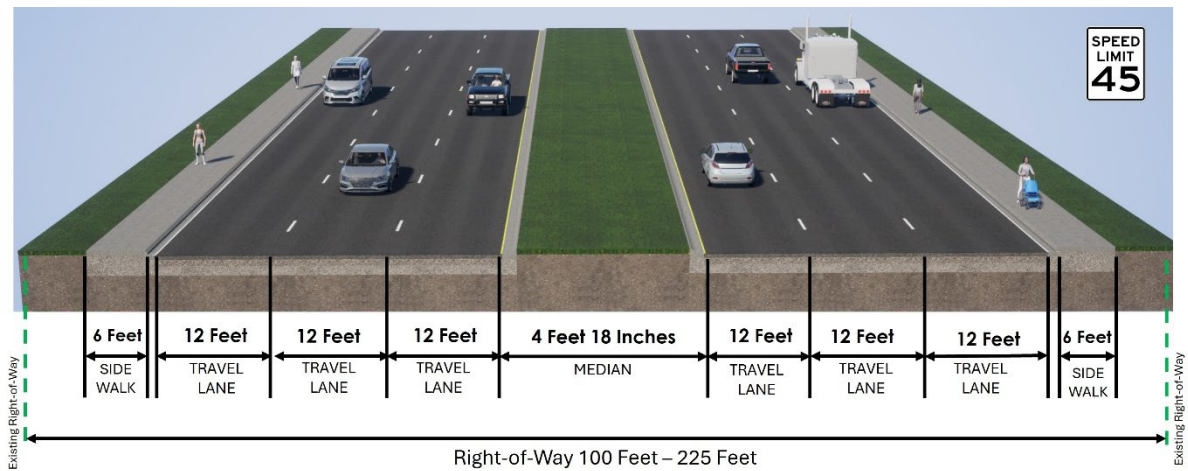 SPEED
LIMIT
45
6 Feet
12 Feet
12 Feet
12 Feet
4 Feet 18 Inches
12 Feet
12 Feet
12 Feet
6 Feet
SIDE
WALK
TRAVEL
LANE
TRAVEL
LANE
TRAVEL
LANE
MEDIAN
TRAVEL
LANE
TRAVEL
LANE
TRAVEL
LANE
SIDE
WALK
Existing Right-of-Way
Existing Right-of-Way
Right-of-Way 100 Feet – 225 Feet